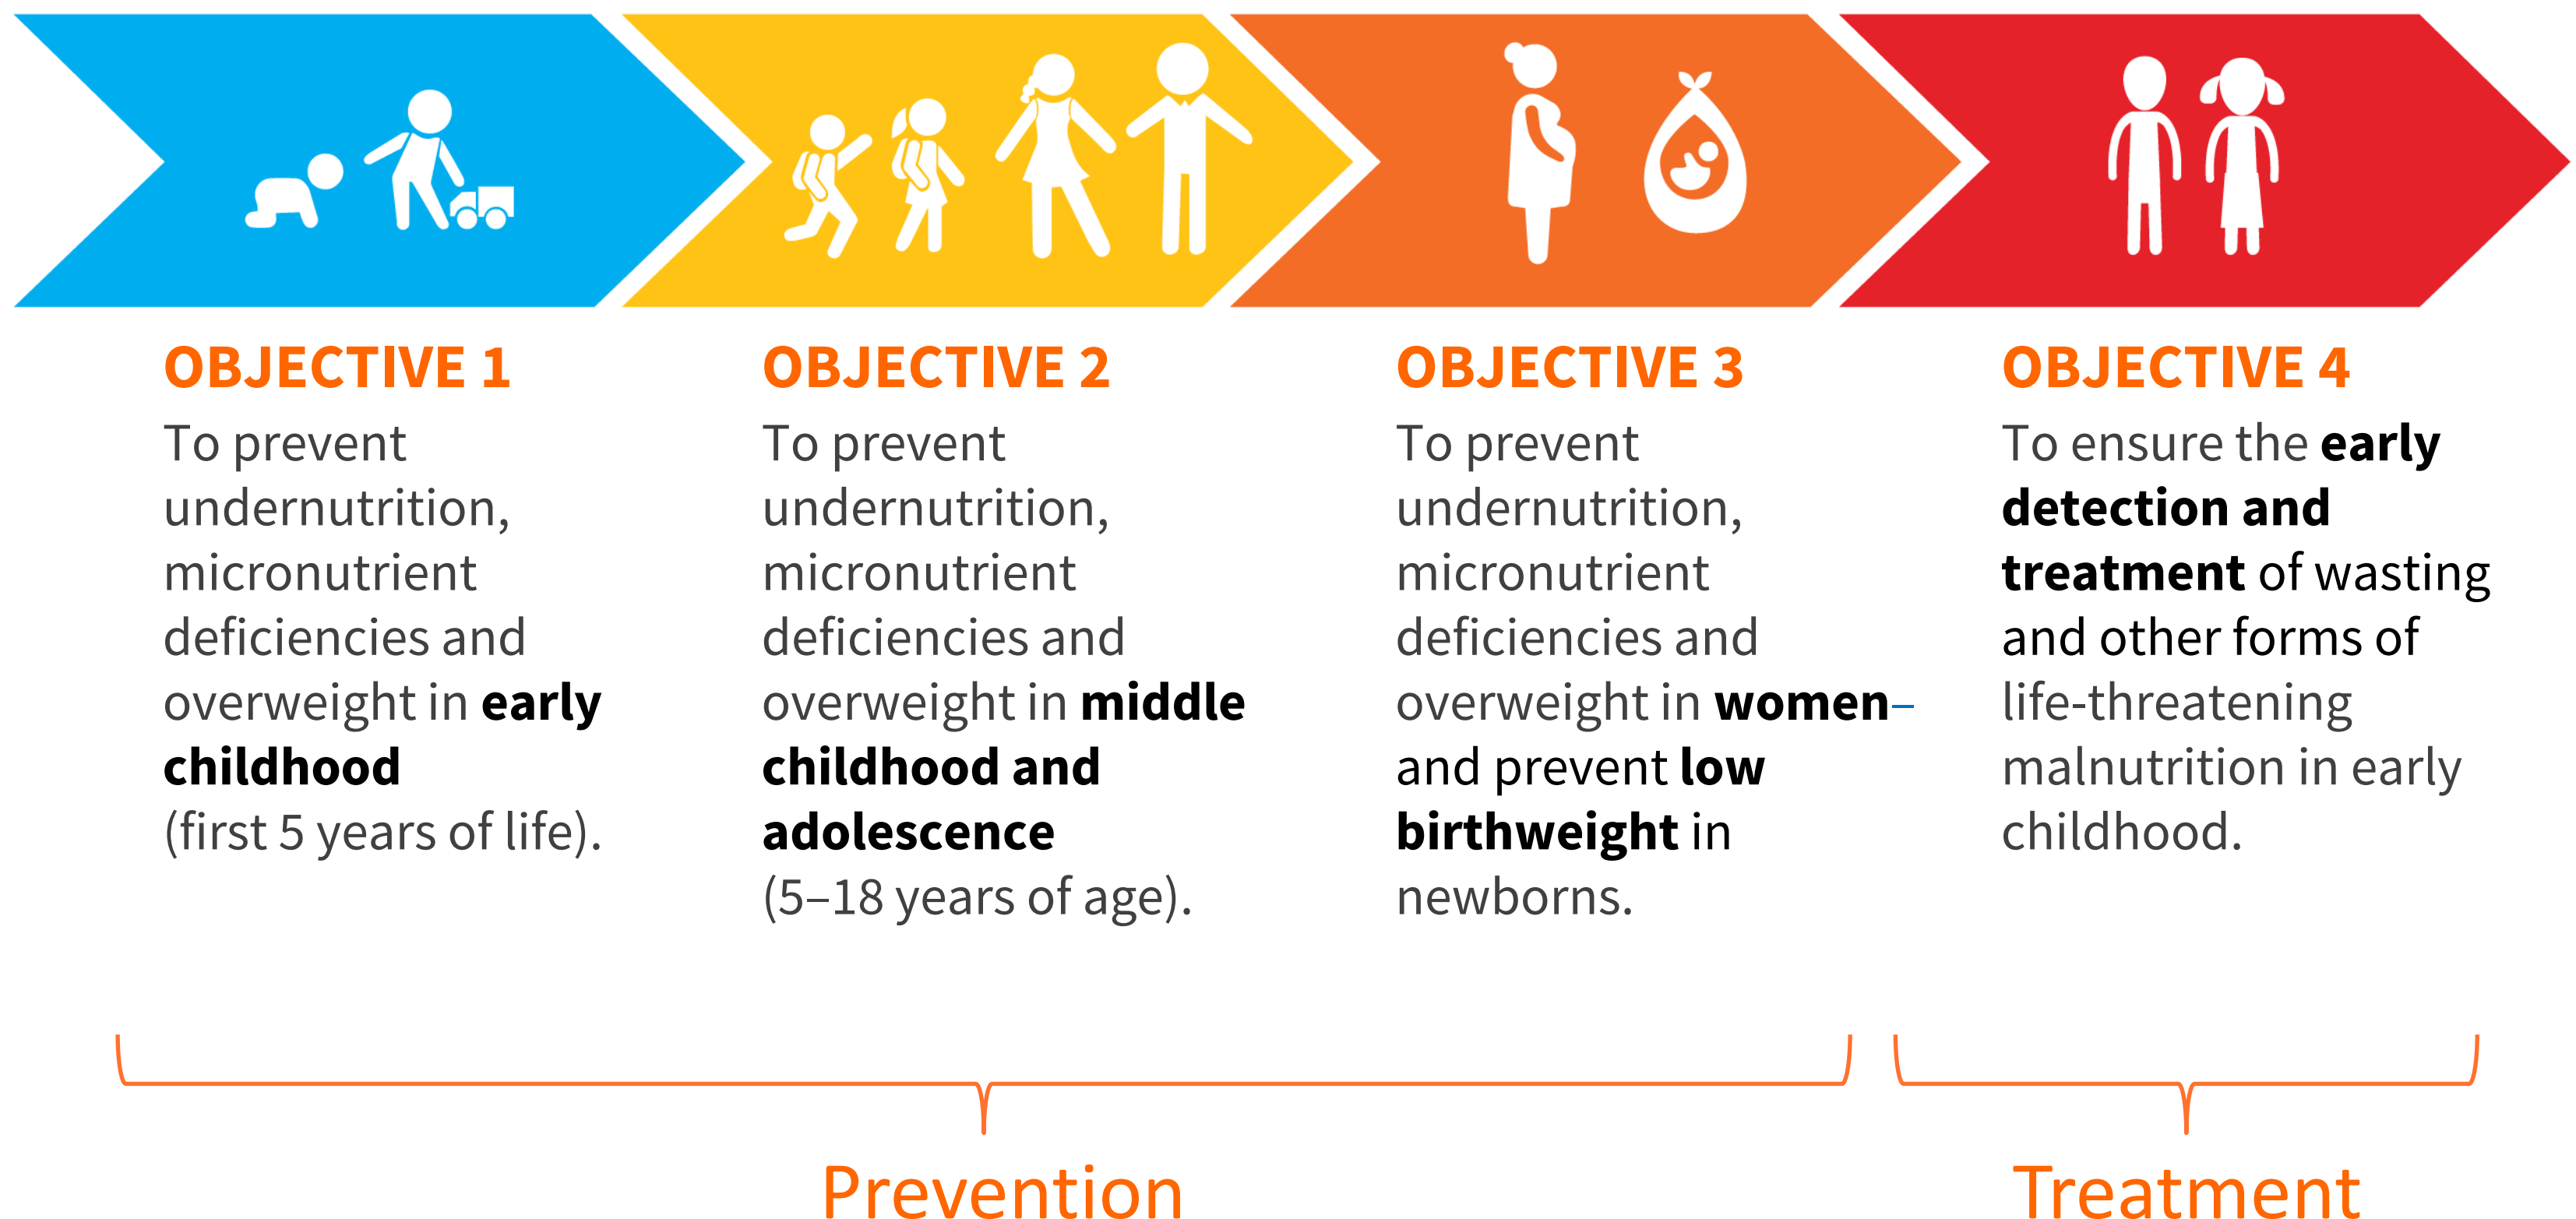 OBJECTIVE 1
To prevent
undernutrition,
micronutrient
deficiencies and
overweight in early
childhood
(first 5 years of life).
OBJECTIVE 2
To prevent
undernutrition,
micronutrient
deficiencies and
overweight in middle
childhood and
adolescence
(5–18 years of age).
OBJECTIVE 3
To prevent
undernutrition,
micronutrient
deficiencies and
overweight in women–
and prevent low
birthweight in
newborns.
OBJECTIVE 4
To ensure the early
detection and
treatment of wasting
and other forms of
life-threatening
malnutrition in early
childhood.
Prevention
Treatment